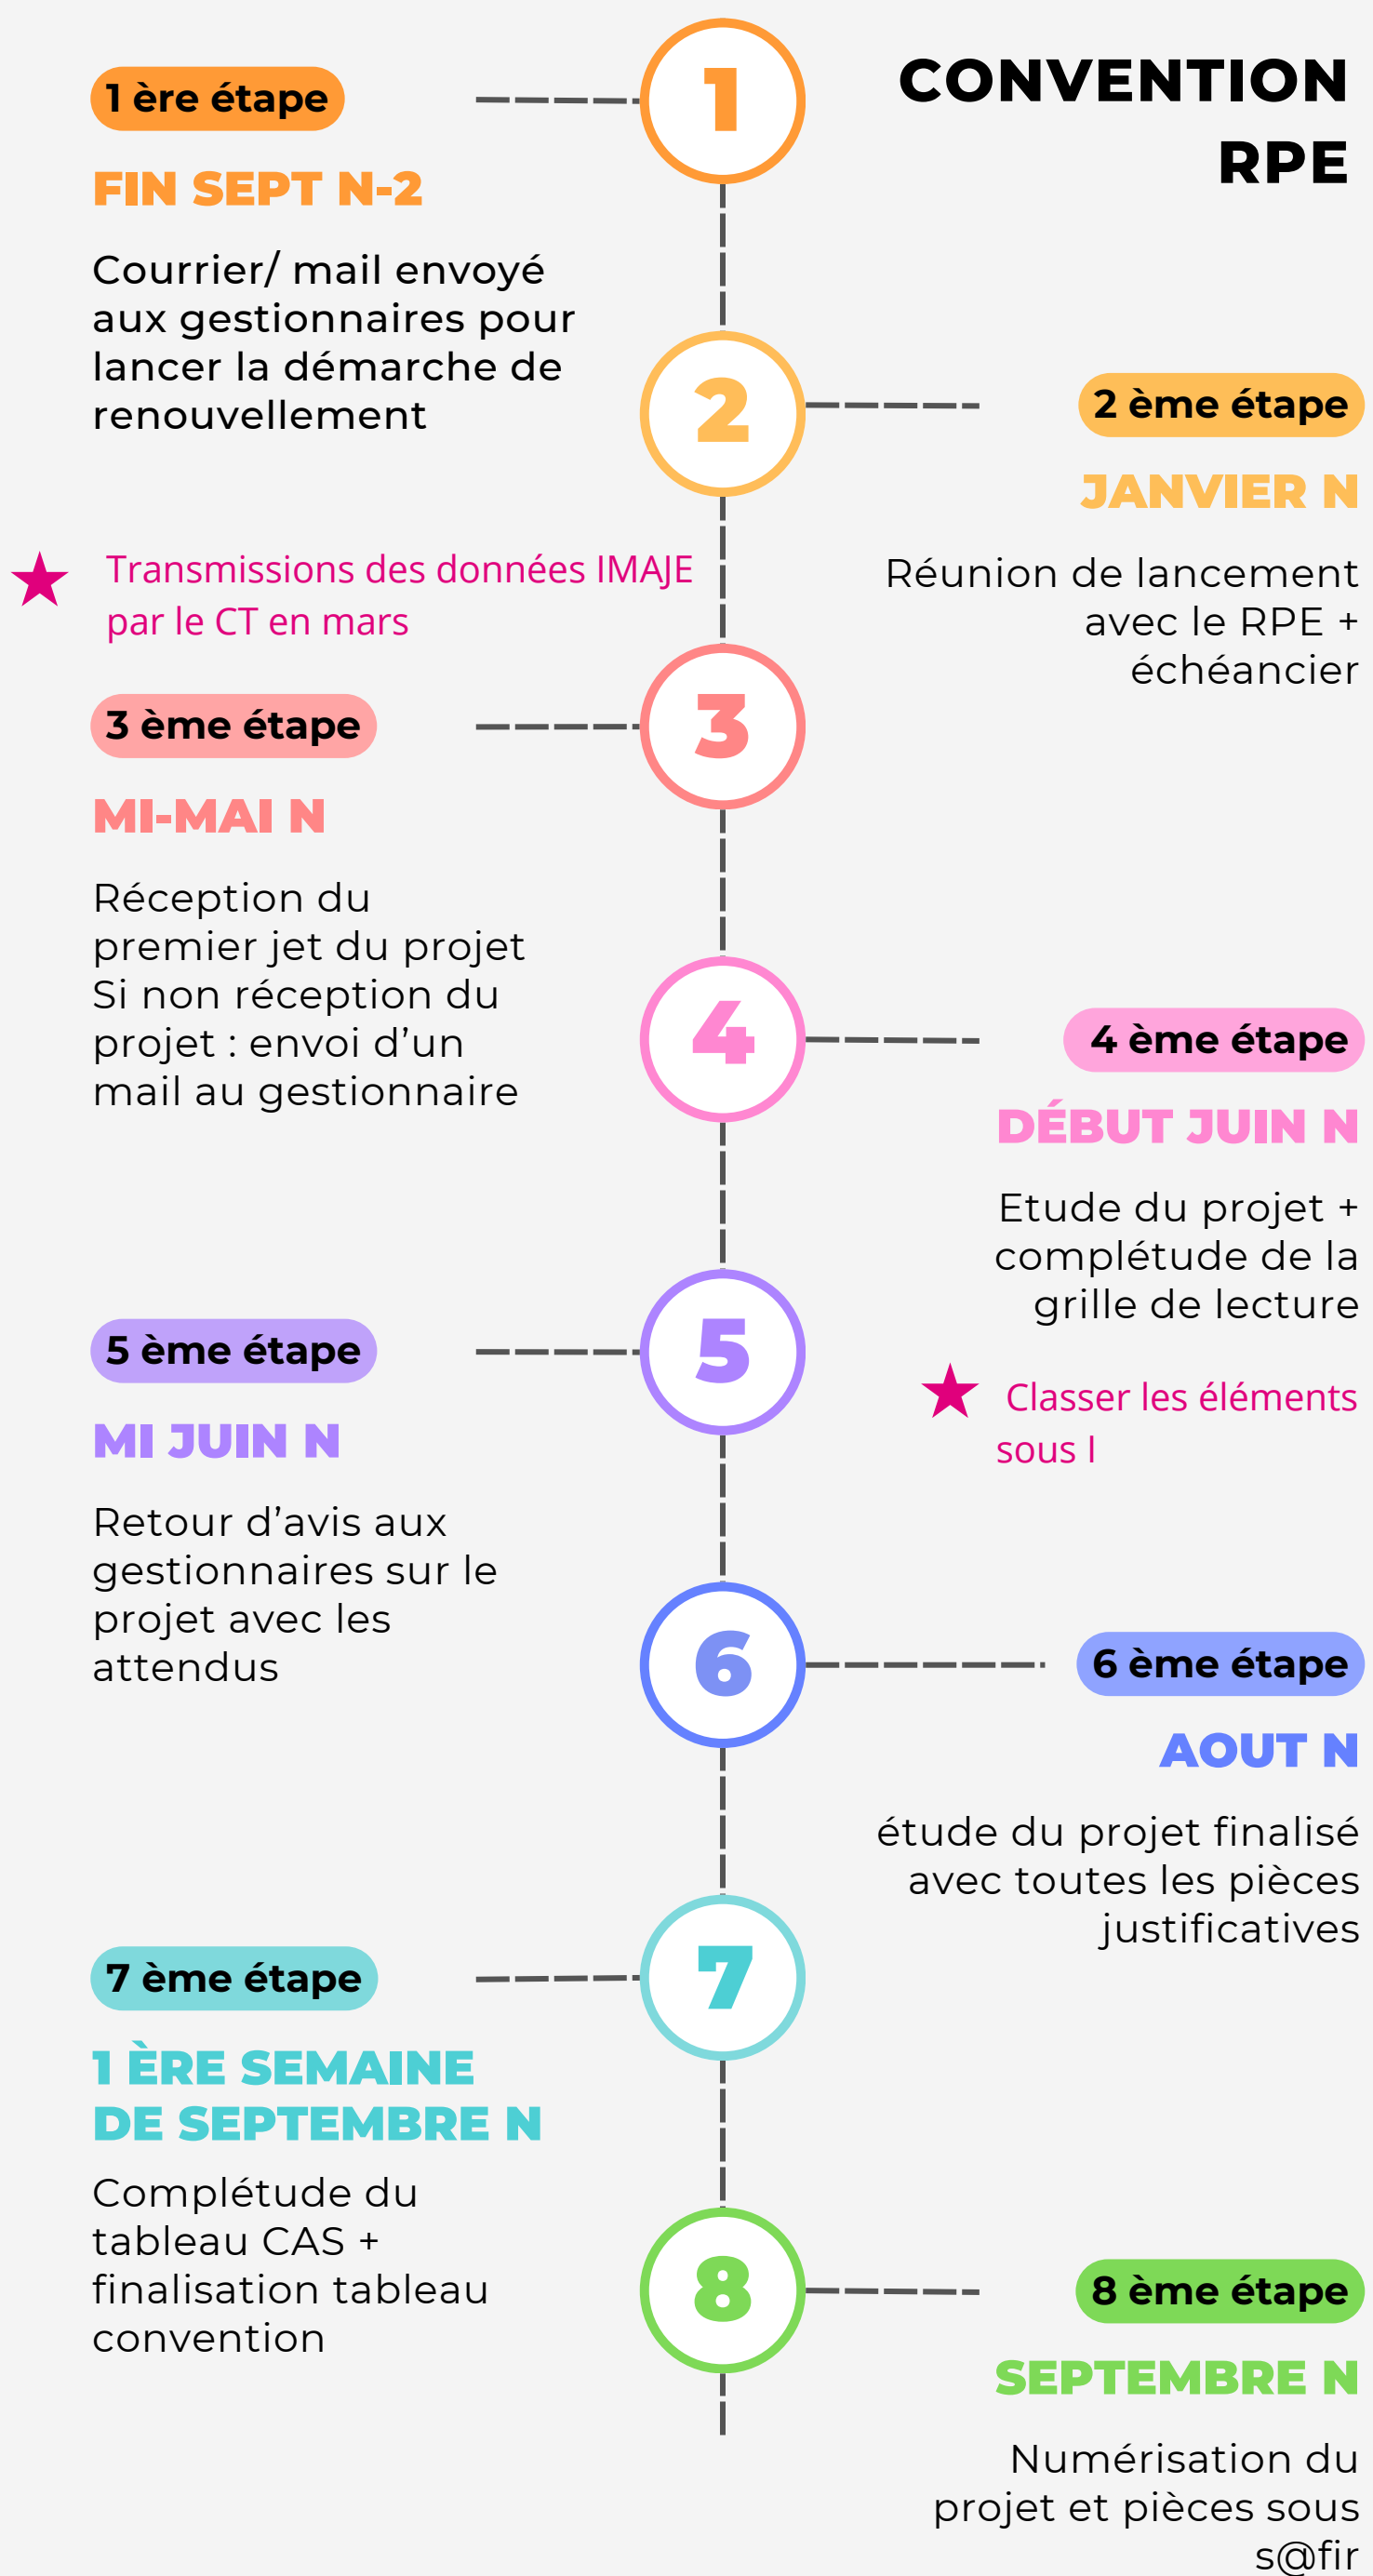 CONVENTION
RPE
1 ère étape
1
FIN SEPT N-2
Courrier/ mail envoyé
aux gestionnaires pour
lancer la démarche de
renouvellement
2
2 ème étape
JANVIER N
Réunion de lancement
avec le RPE +
échéancier
Transmissions des données IMAJE
par le CT en mars
3 ème étape
3
MI-MAI N
Réception du
premier jet du projet
Si non réception du
projet : envoi d’un
mail au gestionnaire
4
4 ème étape
DÉBUT JUIN N
Etude du projet +
complétude de la
grille de lecture
Classer les éléments
sous I
5 ème étape
5
MI JUIN N
Retour d’avis aux
gestionnaires sur le
projet avec les
attendus
6
6 ème étape
AOUT N
étude du projet finalisé
avec toutes les pièces
justificatives
7 ème étape
7
1 ÈRE SEMAINE
DE SEPTEMBRE N
Complétude du
tableau CAS +
finalisation tableau
convention
8
8 ème étape
SEPTEMBRE N
Numérisation du
projet et pièces sous
s@fir